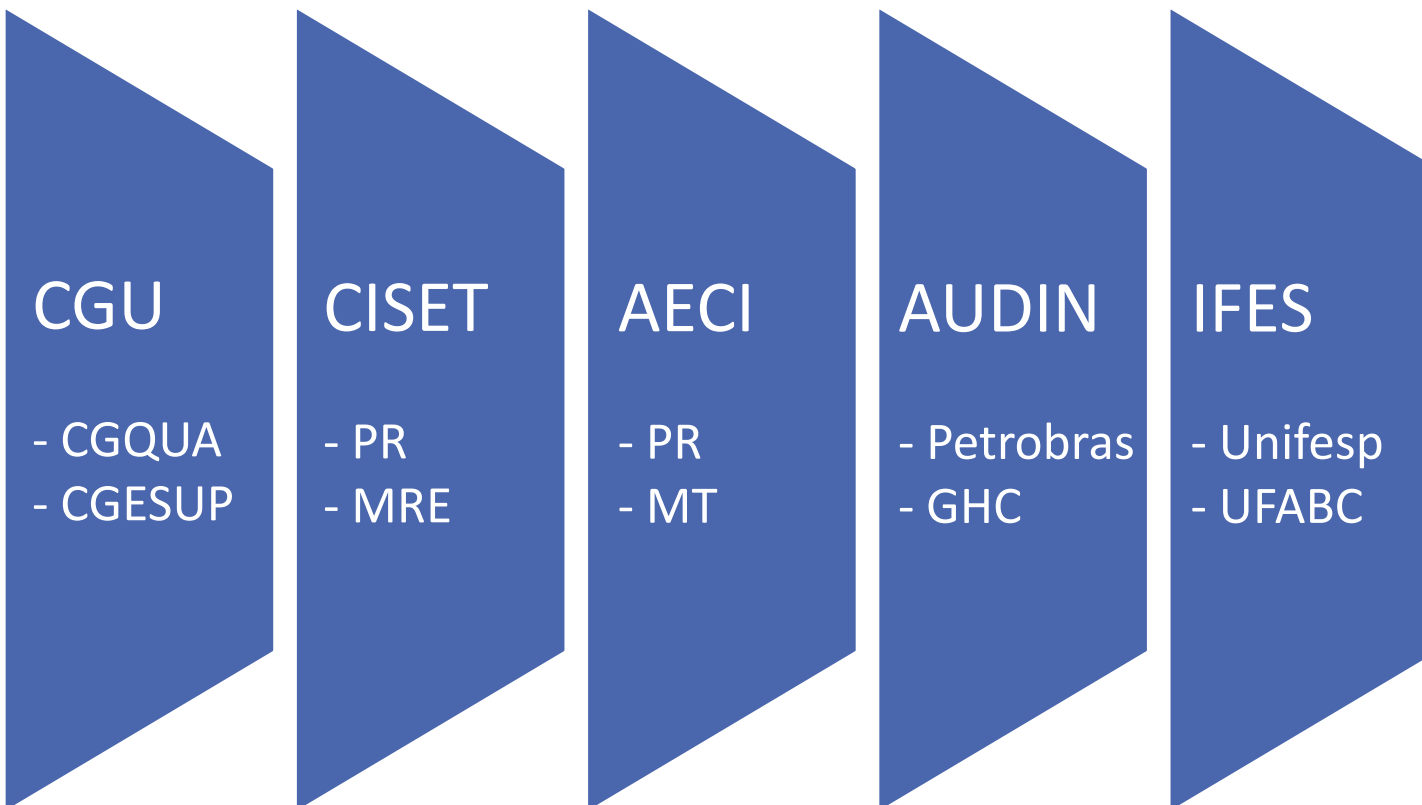 CGU
- CGQUA
- CGESUP
CISET
- PR
- MRE
AECI
- PR
- MT
AUDIN
- Petrobras
- GHC
IFES
- Unifesp
- UFABC